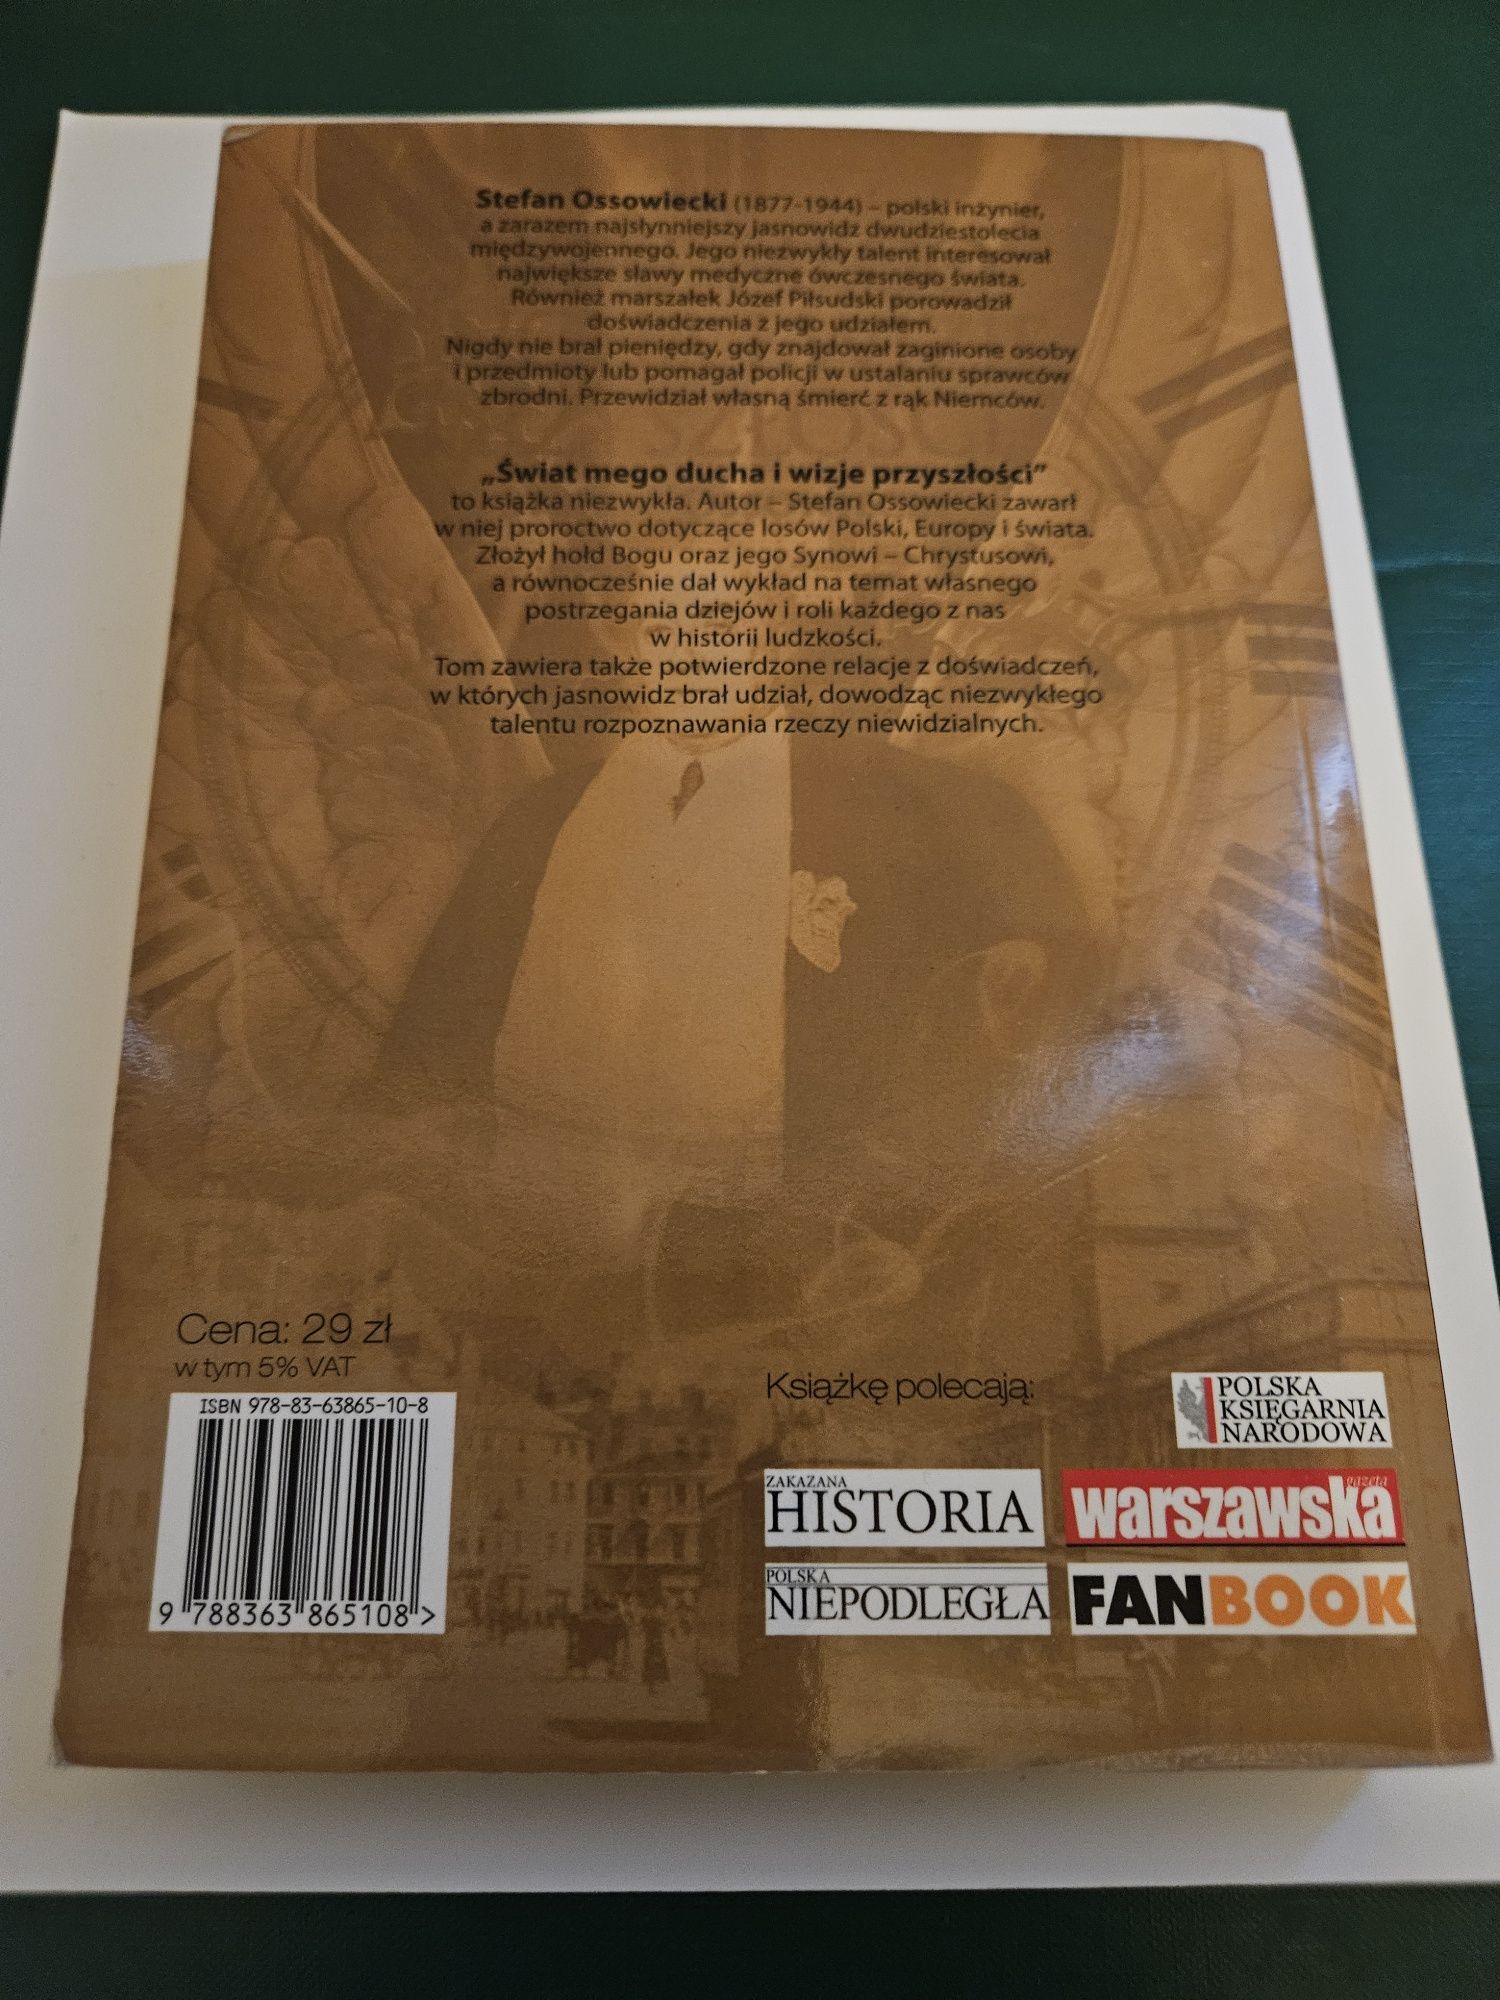 Stefan Ossowiecki (1877-1944) – polski inżynier,
a zarazem najsłynniejszy jasnowidz dwudziestolecia
międzywojennego. Jego niezwykły talent interesował
największe sławy medyczne ówczesnego świata.
Również marszałek Józef Piłsudski porowadził
doświadczenia z jego udziałem.
Nigdy nie brał pieniędzy, gdy znajdował zaginione osoby
i przedmioty lub pomagał policji w ustalaniu sprawców
zbrodni. Przewidział własną śmierć z rąk Niemców.
„Świat mego ducha i wizje przyszłości”
to książka niezwykła. Autor – Stefan Ossowiecki zawarł
w niej proroctwo dotyczące losów Polski, Europy i świata.
Złożył hołd Bogu oraz jego Synowi – Chrystusowi,
a równocześnie dał wykład na temat własnego
postrzegania dziejów i roli każdego z nas
w historii ludzkości.
Tom zawiera także potwierdzone relacje z doświadczeń,
w których jasnowidz brał udział, dowodząc niezwykłego
talentu rozpoznawania rzeczy niewidzialnych.
Cena: 29 zł
w tym 5% VAT
ISBN 978-83-63865-10-8
9 788363 865108 >
Książkę polecają:
POLSKA
KSIĘGARNIA
NARODOWA
ZAKAZANA
HISTORIA
gazeta
warszawska
POLSKA
NIEPODLEGŁA
FANBOOK